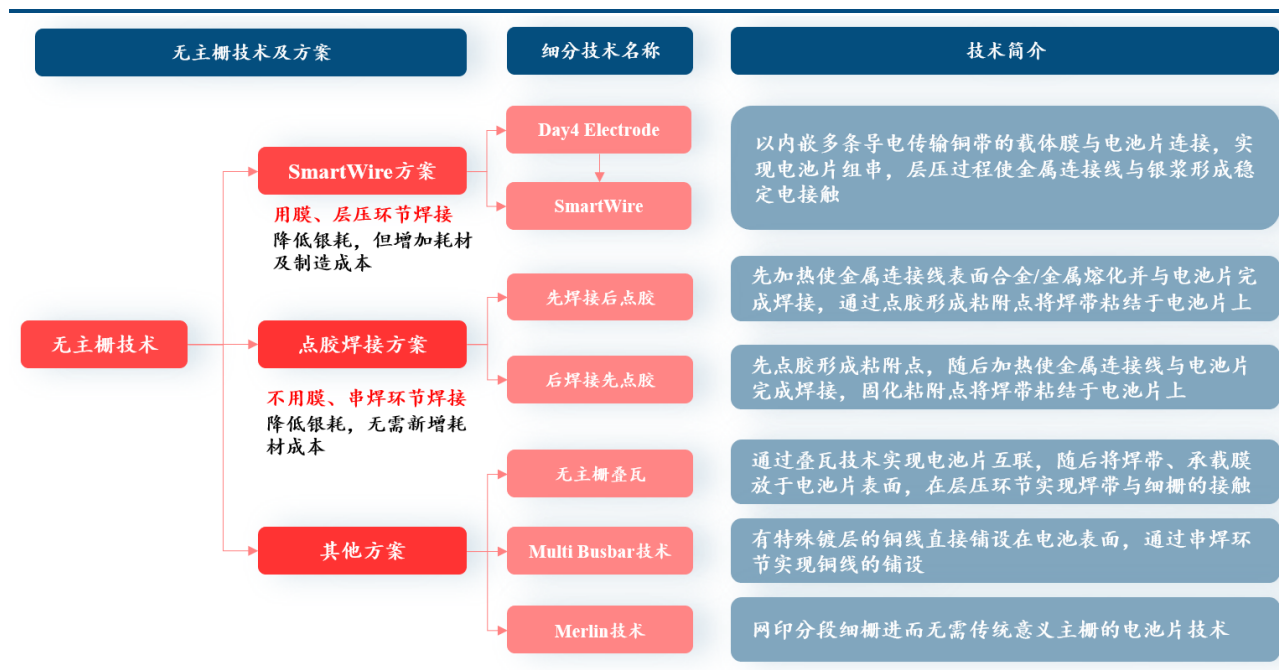 无主栅技术及方案
细分技术名称
技术简介
无主栅技术
SmartWire方案
用膜、层压环节焊接
降低银耗，但增加耗材
及制造成本
Day4 Electrode
SmartWire
以内嵌多条导电传输铜带的载体膜与电池片连接，实
现电池片组串，层压过程使金属连接线与银浆形成稳
定电接触
点胶焊接方案
不用膜、串焊环节焊接
降低银耗，无需新增耗
材成本
先焊接后点胶
先加热使金属连接线表面合金/金属熔化并与电池片完
成焊接，通过点胶形成粘附点将焊带粘结于电池片上
后焊接先点胶
先点胶形成粘附点，随后加热使金属连接线与电池片
完成焊接，固化粘附点将焊带粘结于电池片上
其他方案
无主栅叠瓦
通过叠瓦技术实现电池片互联，随后将焊带、承载膜
放于电池片表面，在层压环节实现焊带与细栅的接触
Multi Busbar技术
有特殊镀层的铜线直接铺设在电池表面，通过串焊环
节实现铜线的铺设
Merlin技术
网印分段细栅进而无需传统意义主栅的电池片技术